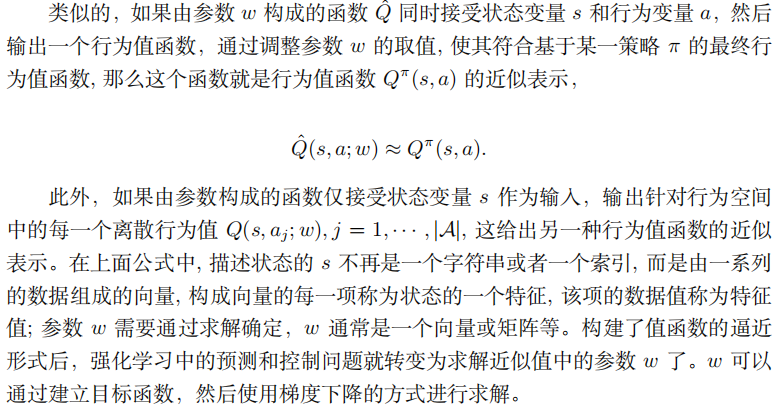 类似的，如果由参数 w 构成的函数 Q̂ 同时接受状态变量 s 和行为变量 a，然后
输出一个行为值函数，通过调整参数 w 的取值, 使其符合基于某一策略 π 的最终行
为值函数, 那么这个函数就是行为值函数 Q^π(s, a) 的近似表示，
Q̂(s, a; w) ≈ Q^π(s, a).
此外，如果由参数构成的函数仅接受状态变量 s 作为输入，输出针对行为空间
中的每一个离散行为值 Q(s, a_j; w), j = 1, ⋯ , |𝒜|, 这给出另一种行为值函数的近似
表示。在上面公式中, 描述状态的 s 不再是一个字符串或者一个索引, 而是由一系列
的数据组成的向量, 构成向量的每一项称为状态的一个特征, 该项的数据值称为特征
值; 参数 w 需要通过求解确定，w 通常是一个向量或矩阵等。构建了值函数的逼近
形式后，强化学习中的预测和控制问题就转变为求解近似值中的参数 w 了。w 可以
通过建立目标函数，然后使用梯度下降的方式进行求解。